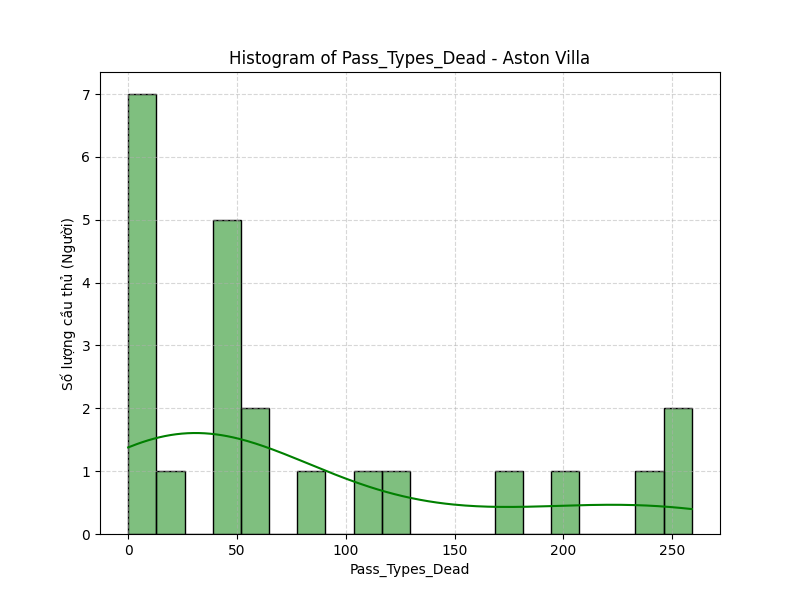 Histogram of Pass_Types_Dead - Aston Villa
Số lượng cầu thủ (Người)
7
6
5
4
3
2
1
0
0 50 100 150 200 250
Pass_Types_Dead